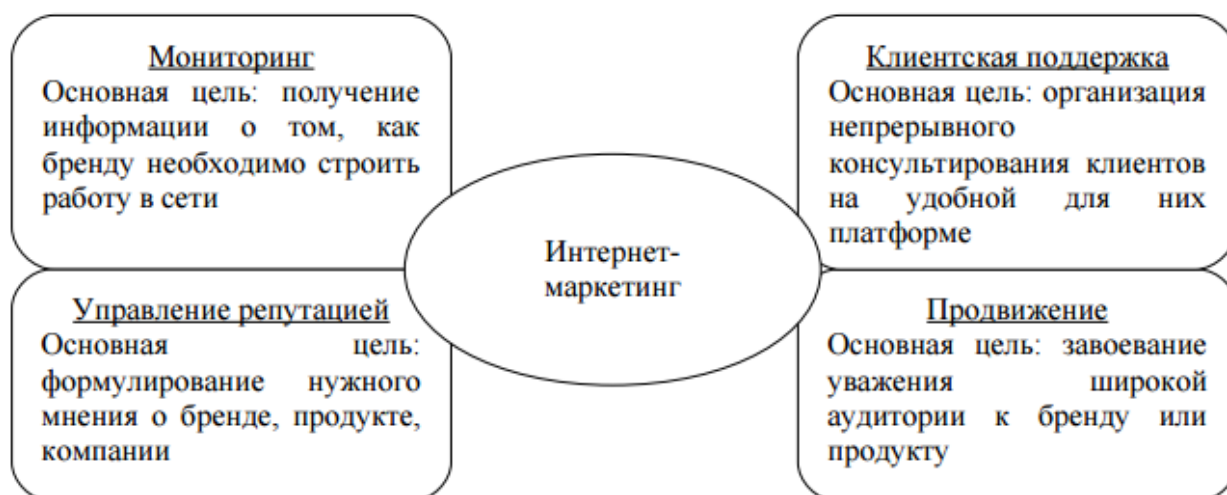 Мониторинг
Основная цель: получение
информации о том, как
бренду необходимо строить
работу в сети
Клиентская поддержка
Основная цель: организация
непрерывного
консультирования клиентов
на удобной для них
платформе
Интернет-
маркетинг
Управление репутацией
Основная цель:
формулирование нужного
мнения о бренде, продукте,
компании
Продвижение
Основная цель: завоевание
уважения широкой
аудитории к бренду или
продукту